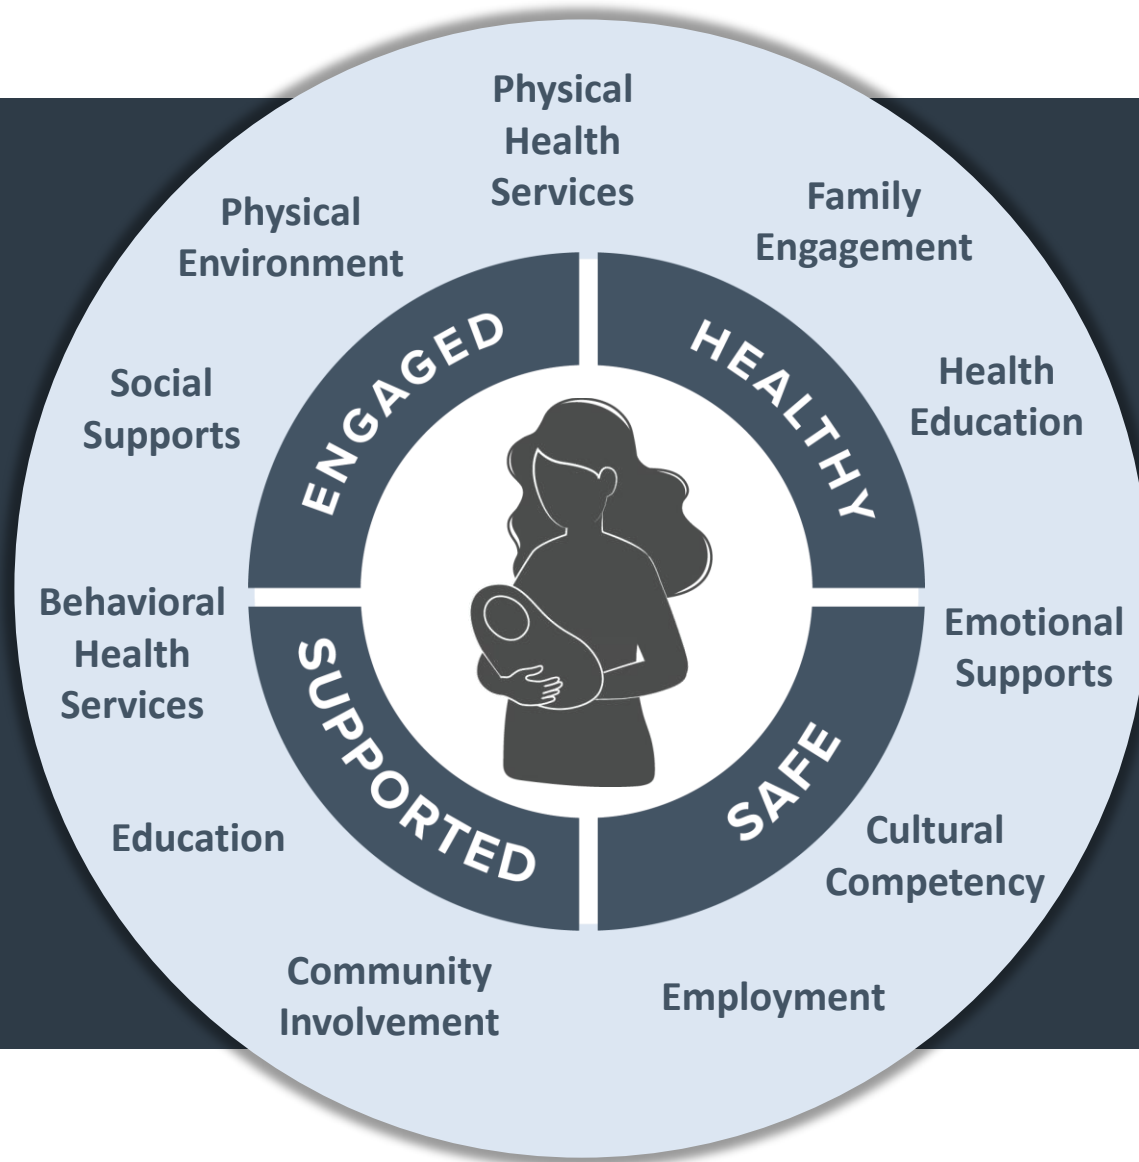 Physical
Health
Services
Family
Engagement
Health
Education
Emotional
Supports
Cultural
Competency
Employment
Community
Involvement
Education
Behavioral
Health
Services
Social
Supports
Physical
Environment
ENGAGED
HEALTHY
SAFE
SUPPORTED